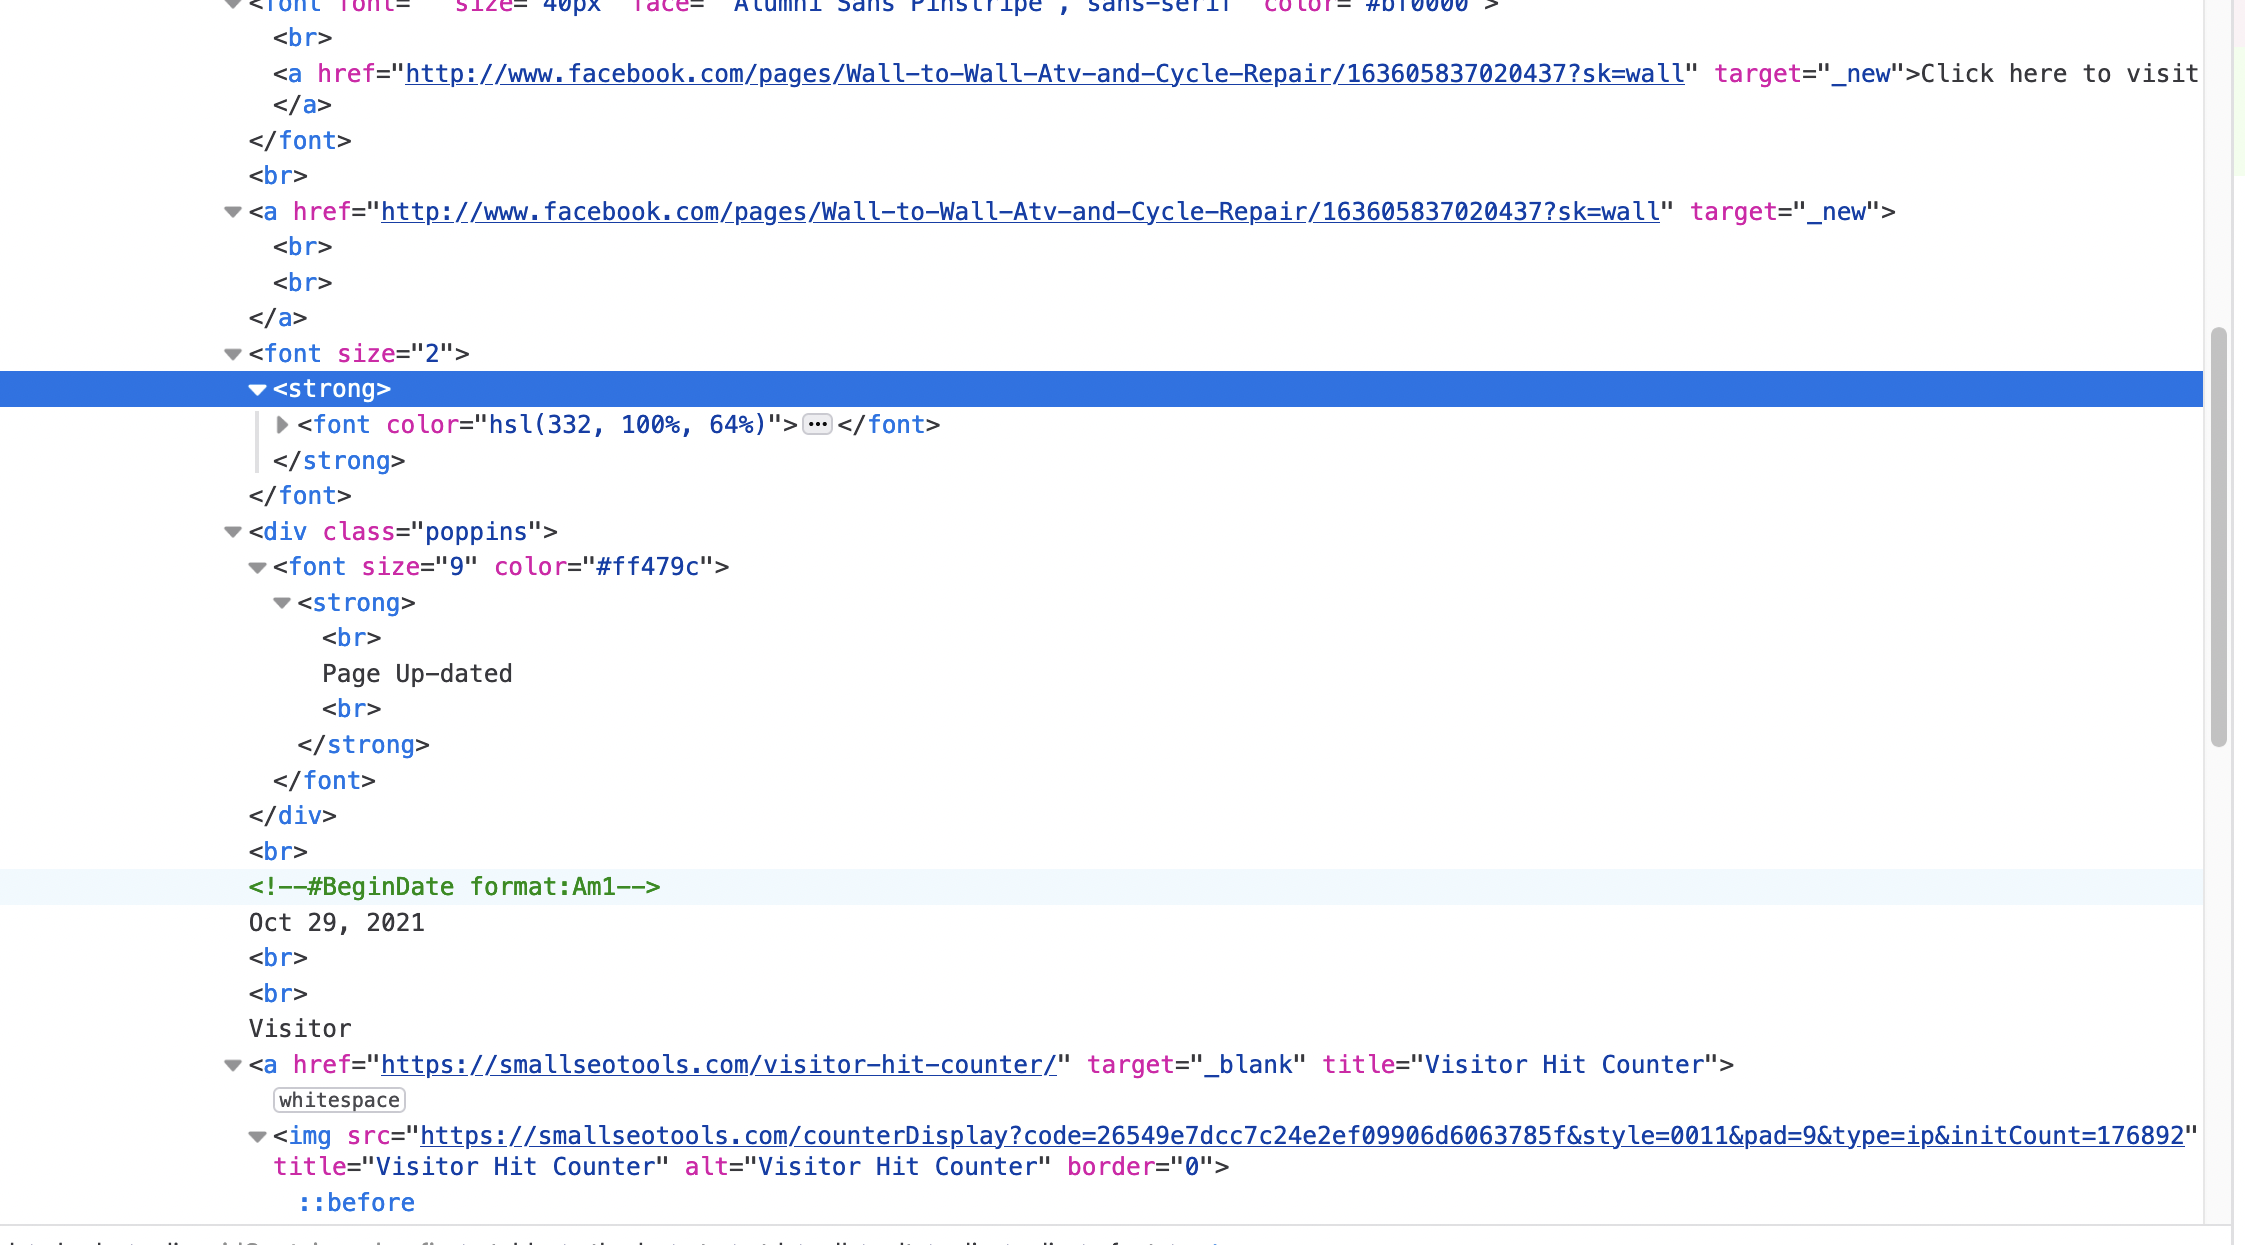 <font font=" " size="40px" face=" 'Alumni Sans Pinstripe', sans-serif" color="#bf0000">
<br>
<a href="http://www.facebook.com/pages/Wall-to-Wall-Atv-and-Cycle-Repair/163605837020437?sk=wall" target="_new">Click here to visit
</a>
</font>
<br>
<a href="http://www.facebook.com/pages/Wall-to-Wall-Atv-and-Cycle-Repair/163605837020437?sk=wall" target="_new">
<br>
<br>
</a>
<font size="2">
<strong>
<font color="hsl(332, 100%, 64%)">•••</font>
</strong>
</font>
<div class="poppins">
<font size="9" color="#ff479c">
<strong>
<br>
Page Up-dated
<br>
</strong>
</font>
</div>
<br>
<!--#BeginDate format:Am1-->
Oct 29, 2021
<br>
<br>
Visitor
<a href="https://smallseotools.com/visitor-hit-counter/" target="_blank" title="Visitor Hit Counter">
whitespace
<img src="https://smallseotools.com/counterDisplay?code=26549e7dcc7c24e2ef09906d6063785f&style=0011&pad=9&type=ip&initCount=176892"
title="Visitor Hit Counter" alt="Visitor Hit Counter" border="0">
::before